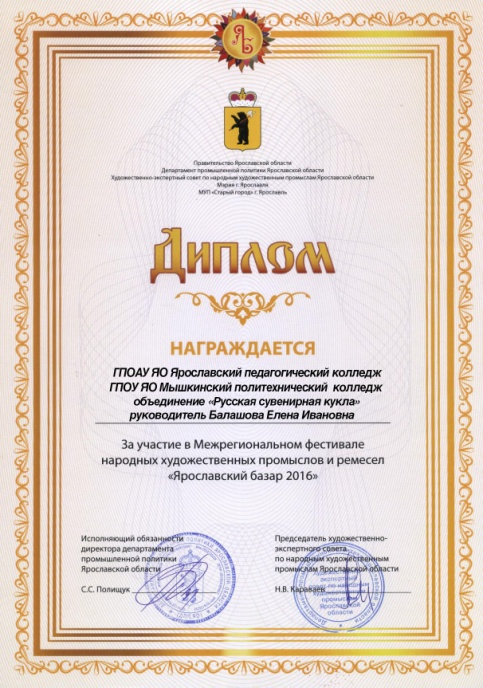 ЯБ
Правительство Ярославской области
Департамент промышленной политики Ярославской области
Художественно-экспертный совет по народным художественным промыслам Ярославской области
Мэрия г. Ярославля
МУП «Старый город» г. Ярославль
Диплом
НАГРАЖДАЕТСЯ
ГПОАУ ЯО Ярославский педагогический колледж
ГПОУ ЯО Мышкинский политехнический колледж
объединение «Русская сувенирная кукла»
руководитель Балашова Елена Ивановна
За участие в Межрегиональном фестивале
народных художественных промыслов и ремесел
«Ярославский базар 2016»
Исполняющий обязанности
директора департамента
промышленной политики
Ярославской области
С.С. Полищук
Председатель художественно-
экспертного совета
по народным художественным
промыслам Ярославской области
Н.В. Караваев